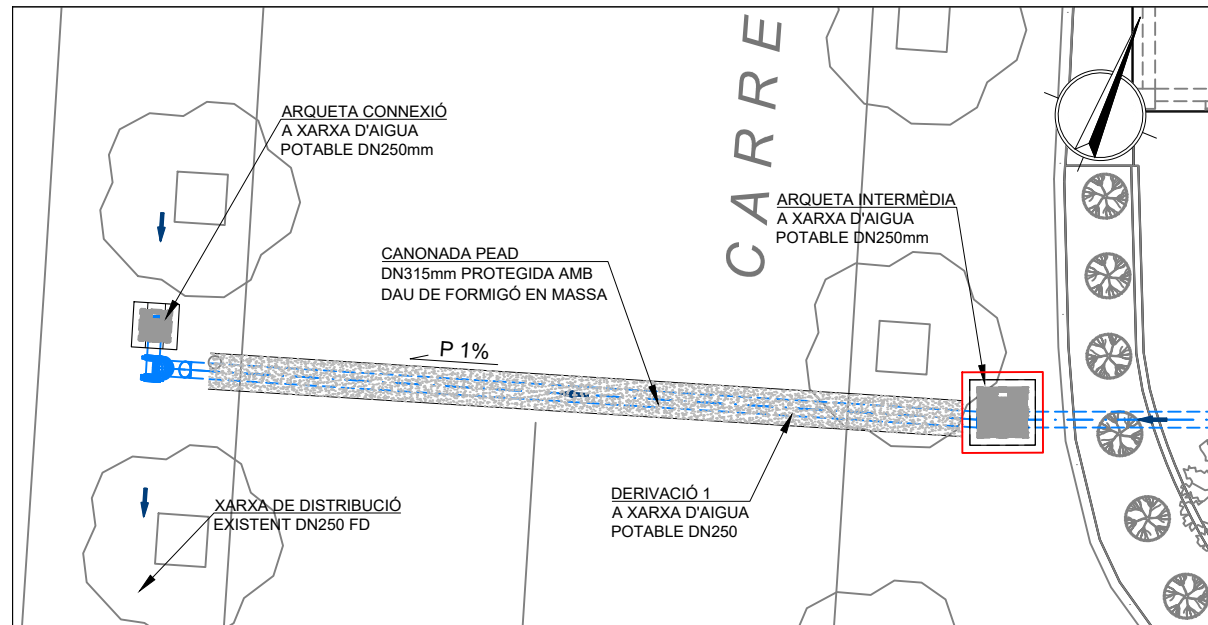 CARRE
ARQUETA CONNEXIÓ
A XARXA D'AIGUA
POTABLE DN250mm
ARQUETA INTERMÈDIA
A XARXA D'AIGUA
POTABLE DN250mm
CANONADA PEAD
DN315mm PROTEGIDA AMB
DAU DE FORMIGÓ EN MASSA
P 1%
DERIVACIÓ 1
A XARXA D'AIGUA
POTABLE DN250
XARXA DE DISTRIBUCIÓ
EXISTENT DN250 FD